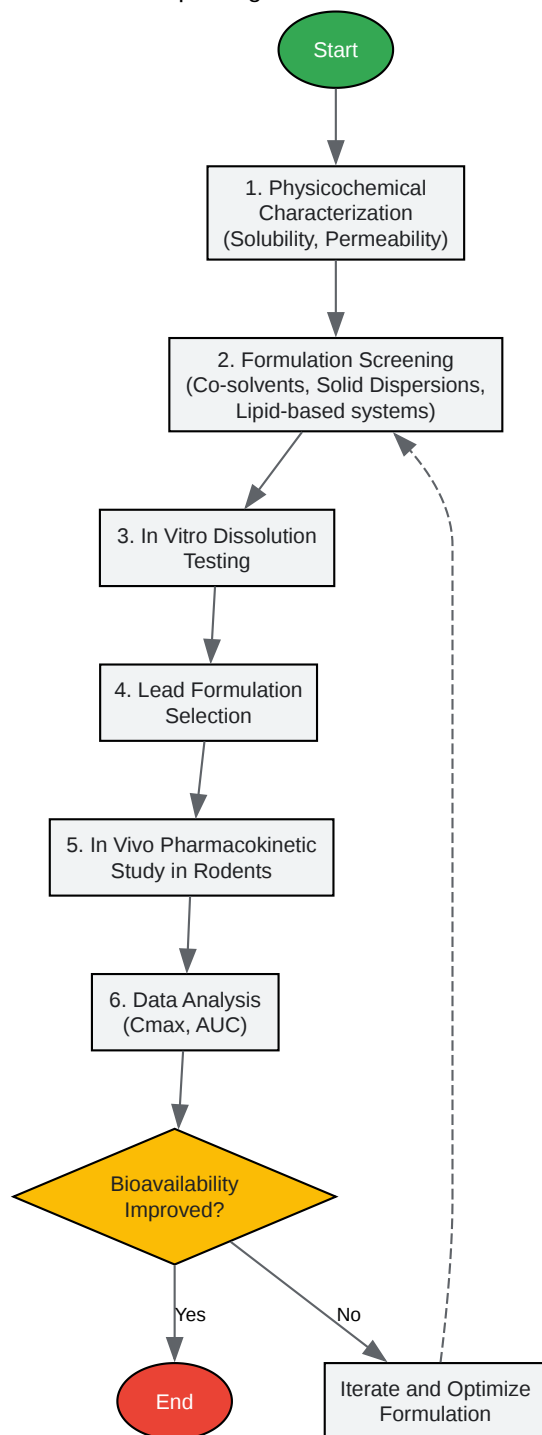 Start
1. Physicochemical
Characterization
(Solubility, Permeability)
2. Formulation Screening
(Co-solvents, Solid Dispersions,
Lipid-based systems)
3. In Vitro Dissolution
Testing
4. Lead Formulation
Selection
5. In Vivo Pharmacokinetic
Study in Rodents
6. Data Analysis
(Cmax, AUC)
Bioavailability
Improved?
Yes
No
End
Iterate and Optimize
Formulation